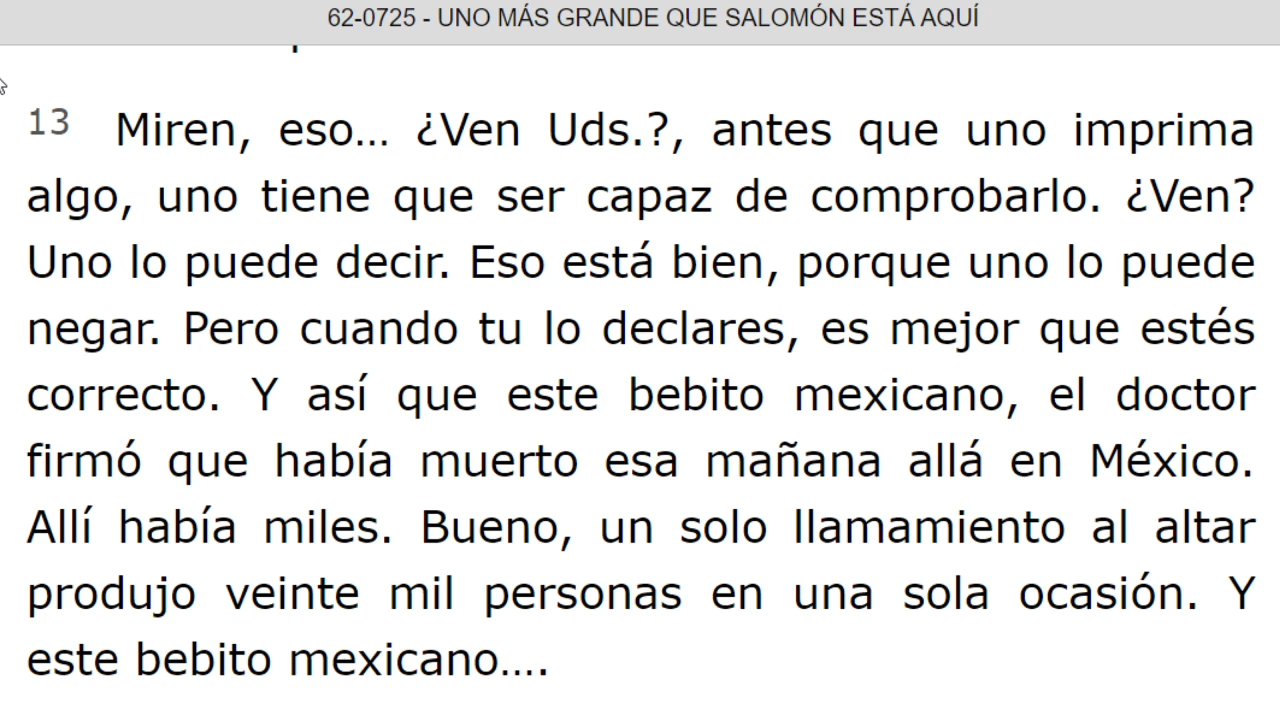 62-0725 - UNO MÁS GRANDE QUE SALOMÓN ESTÁ AQUÍ
13 Miren, eso... ¿Ven Uds.?, antes que uno imprima
algo, uno tiene que ser capaz de comprobarlo. ¿Ven?
Uno lo puede decir. Eso está bien, porque uno lo puede
negar. Pero cuando tu lo declares, es mejor que estés
correcto. Y así que este bebito mexicano, el doctor
firmó que había muerto esa mañana allá en México.
Allí había miles. Bueno, un solo llamamiento al altar
produjo veinte mil personas en una sola ocasión. Y
este bebito mexicano....